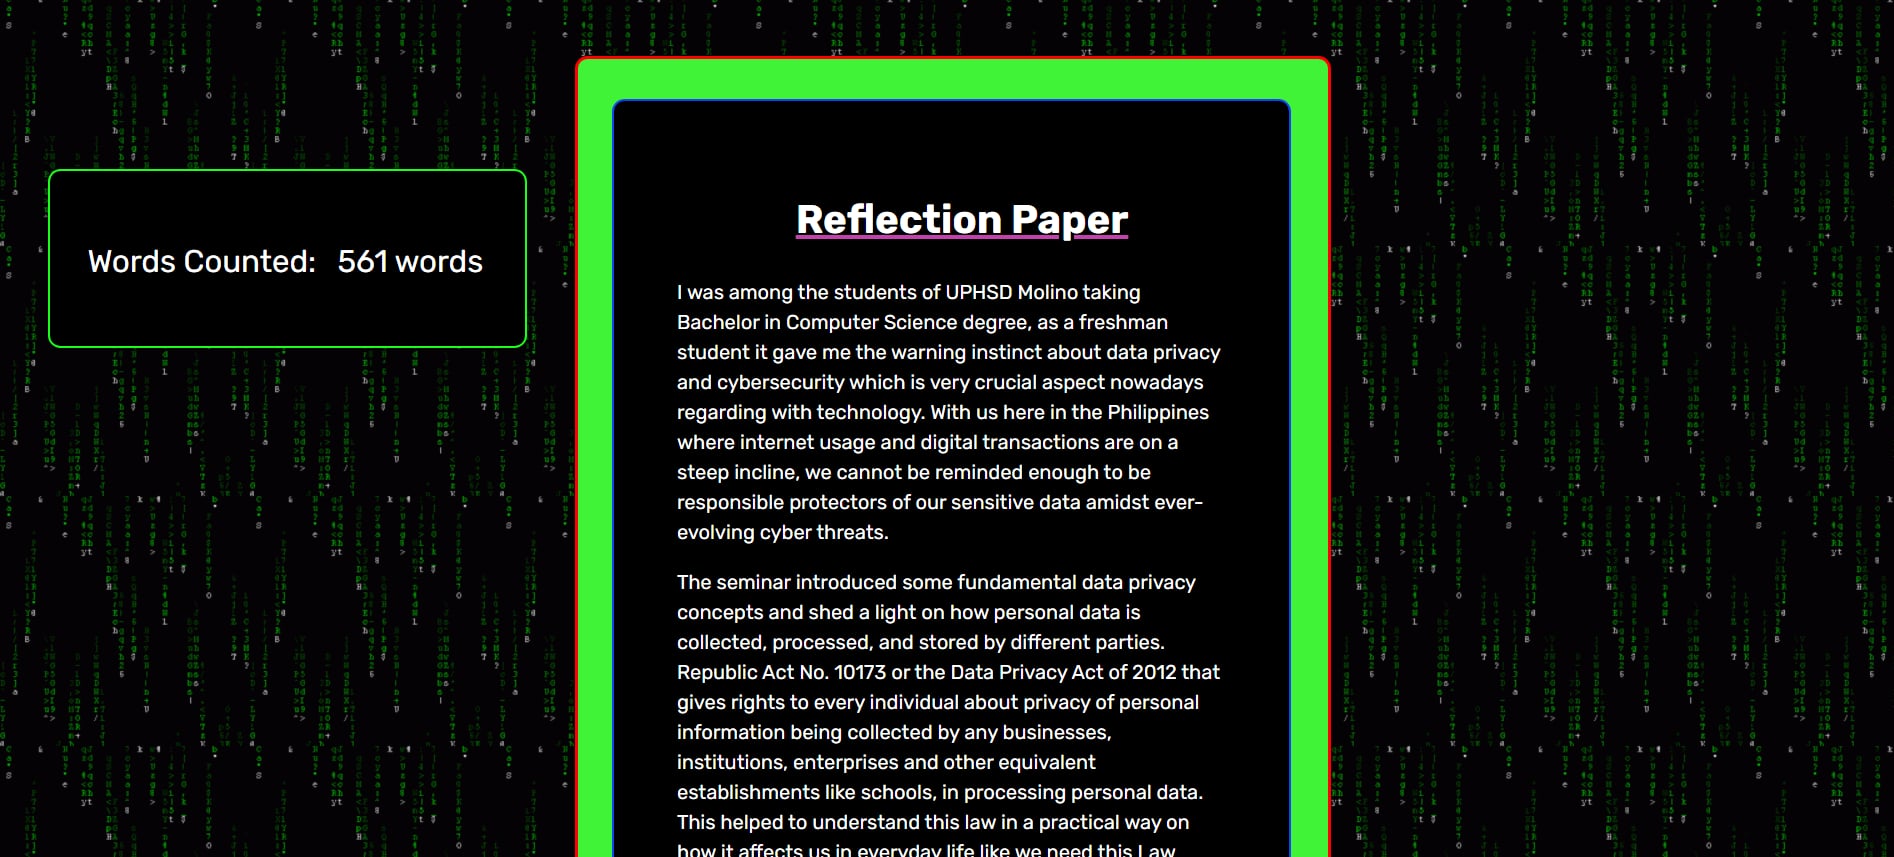 Words Counted: 561 words
Reflection Paper
I was among the students of UPHSD Molino taking
Bachelor in Computer Science degree, as a freshman
student it gave me the warning instinct about data privacy
and cybersecurity which is very crucial aspect nowadays
regarding with technology. With us here in the Philippines
where internet usage and digital transactions are on a
steep incline, we cannot be reminded enough to be
responsible protectors of our sensitive data amidst ever-
evolving cyber threats.
The seminar introduced some fundamental data privacy
concepts and shed a light on how personal data is
collected, processed, and stored by different parties.
Republic Act No. 10173 or the Data Privacy Act of 2012 that
gives rights to every individual about privacy of personal
information being collected by any businesses,
institutions, enterprises and other equivalent
establishments like schools, in processing personal data.
This helped to understand this law in a practical way on
how it affects us in everyday life like we need this Law